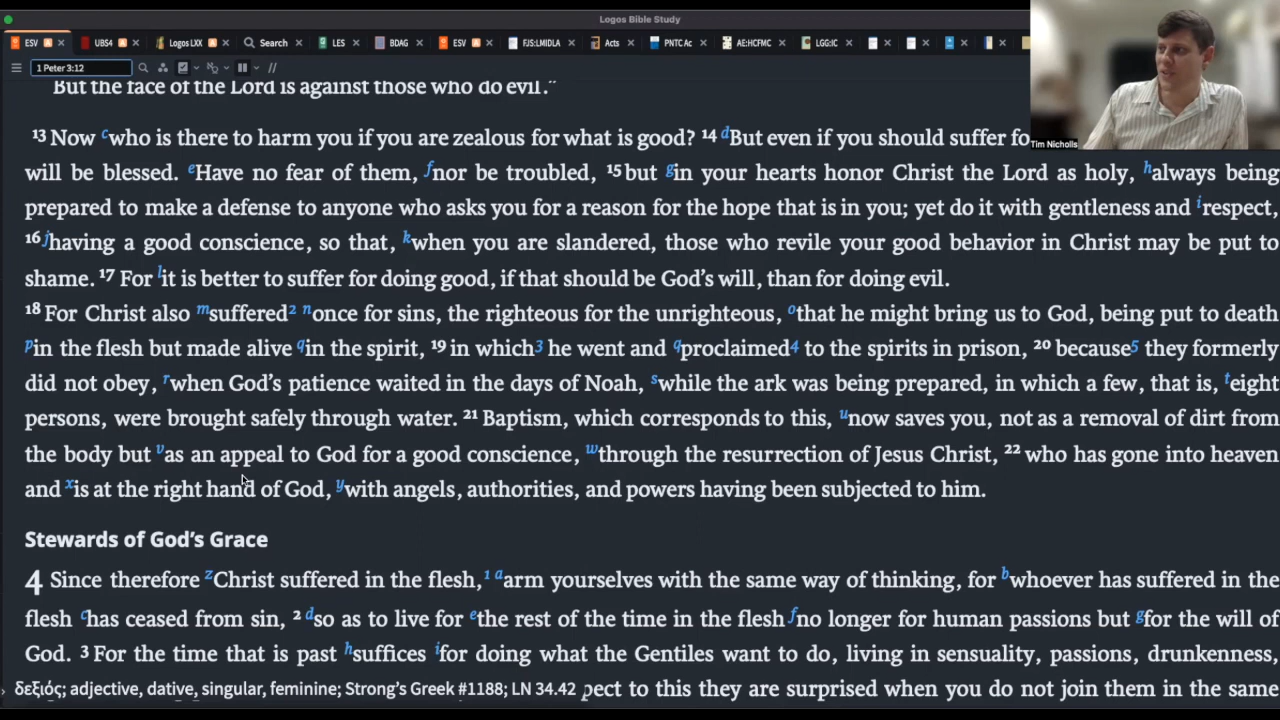 Logos Bible Study
ESV A × UBS4 A × Logos LXX A × Search × LES × BDAG × ESV A × FJS:LMIDLA × Acts × PNTC Ac × AE:HCFMC × LGG:IC ×
1 Peter 3:12
But the face of the Lord is against those who do evil.”
13 Now c who is there to harm you if you are zealous for what is good? 14 d But even if you should suffer fo
Tim Nicholls
will be blessed. e Have no fear of them, f nor be troubled, 15 but g in your hearts honor Christ the Lord as holy, h always being
prepared to make a defense to anyone who asks you for a reason for the hope that is in you; yet do it with gentleness and i respect,
16 j having a good conscience, so that, k when you are slandered, those who revile your good behavior in Christ may be put to
shame. 17 For l it is better to suffer for doing good, if that should be God’s will, than for doing evil.
18 For Christ also m suffered 2 n once for sins, the righteous for the unrighteous, o that he might bring us to God, being put to death
p in the flesh but made alive q in the spirit, 19 in which 3 he went and q proclaimed 4 to the spirits in prison, 20 because 5 they formerly
did not obey, r when God’s patience waited in the days of Noah, s while the ark was being prepared, in which a few, that is, t eight
persons, were brought safely through water. 21 Baptism, which corresponds to this, u now saves you, not as a removal of dirt from
the body but v as an appeal to God for a good conscience, w through the resurrection of Jesus Christ, 22 who has gone into heaven
and x is at the right hand of God, y with angels, authorities, and powers having been subjected to him.
Stewards of God’s Grace
4 Since therefore z Christ suffered in the flesh, 1 a arm yourselves with the same way of thinking, for b whoever has suffered in the
flesh c has ceased from sin, 2 d so as to live for e the rest of the time in the flesh f no longer for human passions but g for the will of
God. 3 For the time that is past h suffices i for doing what the Gentiles want to do, living in sensuality, passions, drunkenness,
δεξιός; adjective, dative, singular, feminine; Strong’s Greek #1188; LN 34.42 pect to this they are surprised when you do not join them in the same